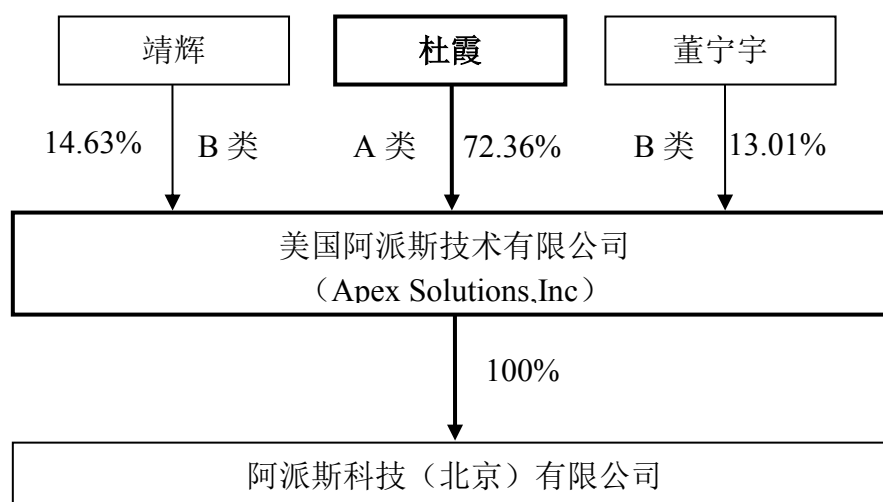 靖辉
杜霞
董宁宇
14.63% B 类
A 类 72.36%
B 类 13.01%
美国阿派斯技术有限公司
（Apex Solutions,Inc）
100%
阿派斯科技（北京）有限公司